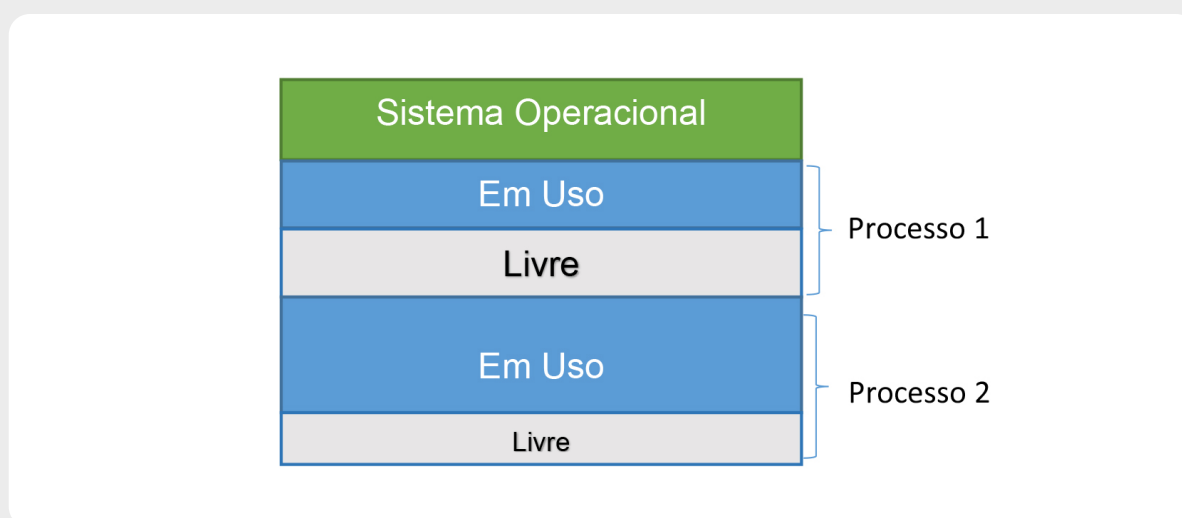 Sistema Operacional
Em Uso
Processo 1
Livre
Em Uso
Processo 2
Livre